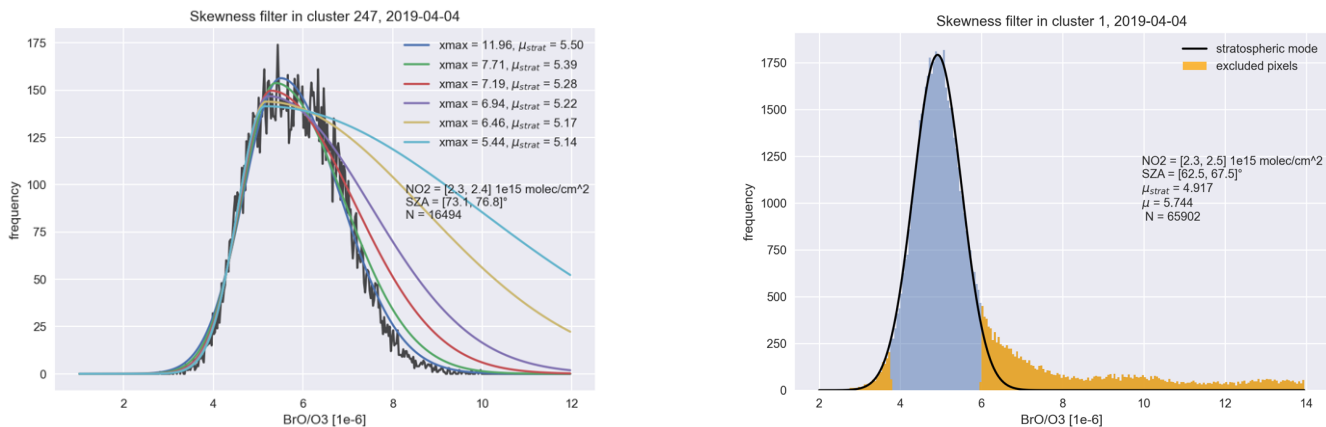 Skewness filter in cluster 247, 2019-04-04
175
150
125
100
75
50
25
0
frequency
xmax = 11.96, μstrat = 5.50
xmax = 7.71, μstrat = 5.39
xmax = 7.19, μstrat = 5.28
xmax = 6.94, μstrat = 5.22
xmax = 6.46, μstrat = 5.17
xmax = 5.44, μstrat = 5.14
NO2 = [2.3, 2.4] 1e15 molec/cm^2
SZA = [73.1, 76.8]°
N = 16494
2 4 6 8 10 12
BrO/O3 [1e-6]
Skewness filter in cluster 1, 2019-04-04
1750
1500
1250
1000
750
500
250
0
frequency
stratospheric mode
excluded pixels
NO2 = [2.3, 2.5] 1e15 molec/cm^2
SZA = [62.5, 67.5]°
μstrat = 4.917
μ = 5.744
N = 65902
2 4 6 8 10 12 14
BrO/O3 [1e-6]